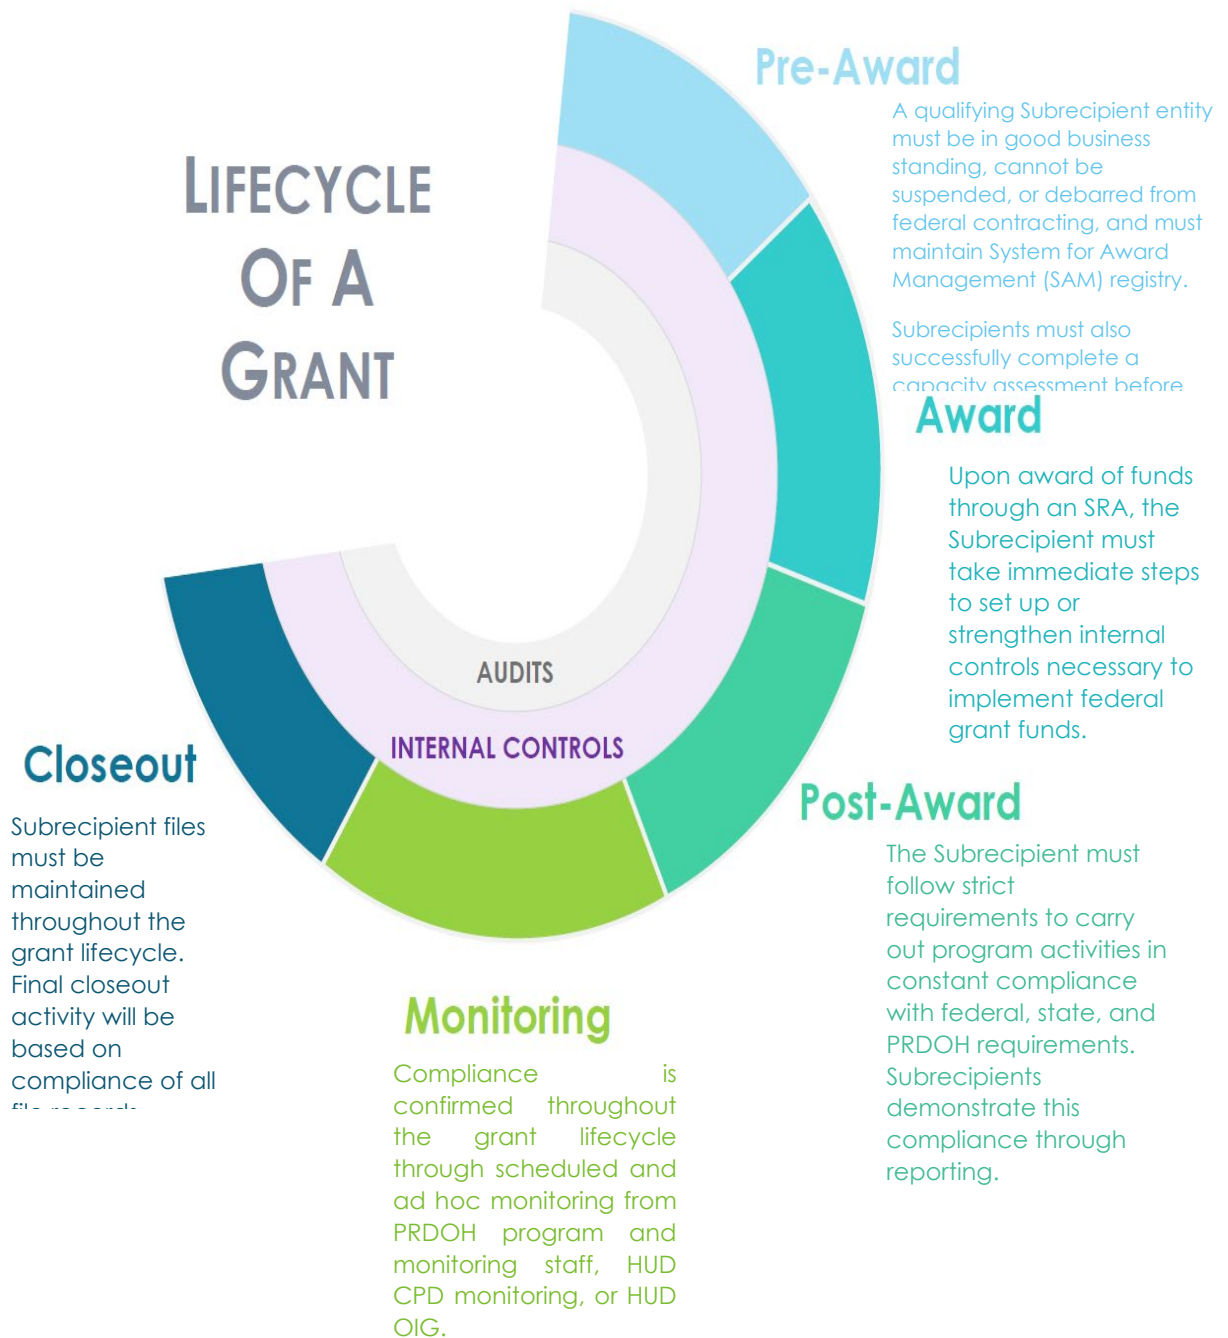 LIFECYCLE
OF A
GRANT
Pre-Award
A qualifying Subrecipient entity
must be in good business
standing, cannot be
suspended, or debarred from
federal contracting, and must
maintain System for Award
Management (SAM) registry.
Subrecipients must also
successfully complete a
capacity assessment before
Award
Upon award of funds
through an SRA, the
Subrecipient must
take immediate steps
to set up or
strengthen internal
controls necessary to
implement federal
grant funds.
Post-Award
The Subrecipient must
follow strict
requirements to carry
out program activities in
constant compliance
with federal, state, and
PRDOH requirements.
Subrecipients
demonstrate this
compliance through
reporting.
AUDITS
INTERNAL CONTROLS
Monitoring
Compliance is
confirmed throughout
the grant lifecycle
through scheduled and
ad hoc monitoring from
PRDOH program and
monitoring staff, HUD
CPD monitoring, or HUD
OIG.
Closeout
Subrecipient files
must be
maintained
throughout the
grant lifecycle.
Final closeout
activity will be
based on
compliance of all